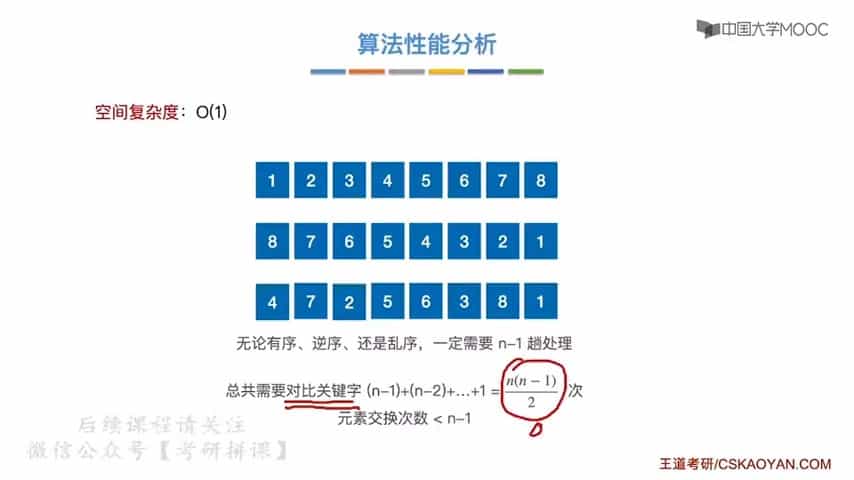 算法性能分析
中国大学MOOC
空间复杂度：O(1)
1 2 3 4 5 6 7 8
8 7 6 5 4 3 2 1
4 7 2 5 6 3 8 1
无论有序、逆序、还是乱序，一定需要 n-1 趟处理
总共需要对比关键字 (n-1)+(n-2)+…+1 = n(n − 1)/2 次
元素交换次数 < n-1
后续课程请关注
微信公众号【考研拼课】
王道考研/CSKAOYAN.COM